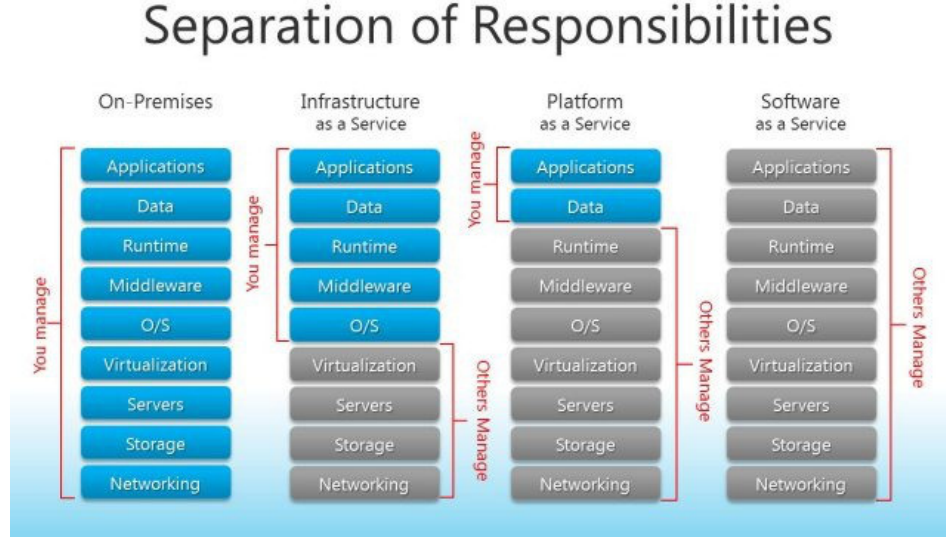 Separation of Responsibilities
On-Premises
Applications
Data
Runtime
Middleware
O/S
Virtualization
Servers
Storage
Networking
You manage
Infrastructure
as a Service
Applications
Data
Runtime
Middleware
O/S
Virtualization
Servers
Storage
Networking
You manage
Others Manage
Platform
as a Service
Applications
Data
Runtime
Middleware
O/S
Virtualization
Servers
Storage
Networking
You manage
Others Manage
Software
as a Service
Applications
Data
Runtime
Middleware
O/S
Virtualization
Servers
Storage
Networking
Others Manage